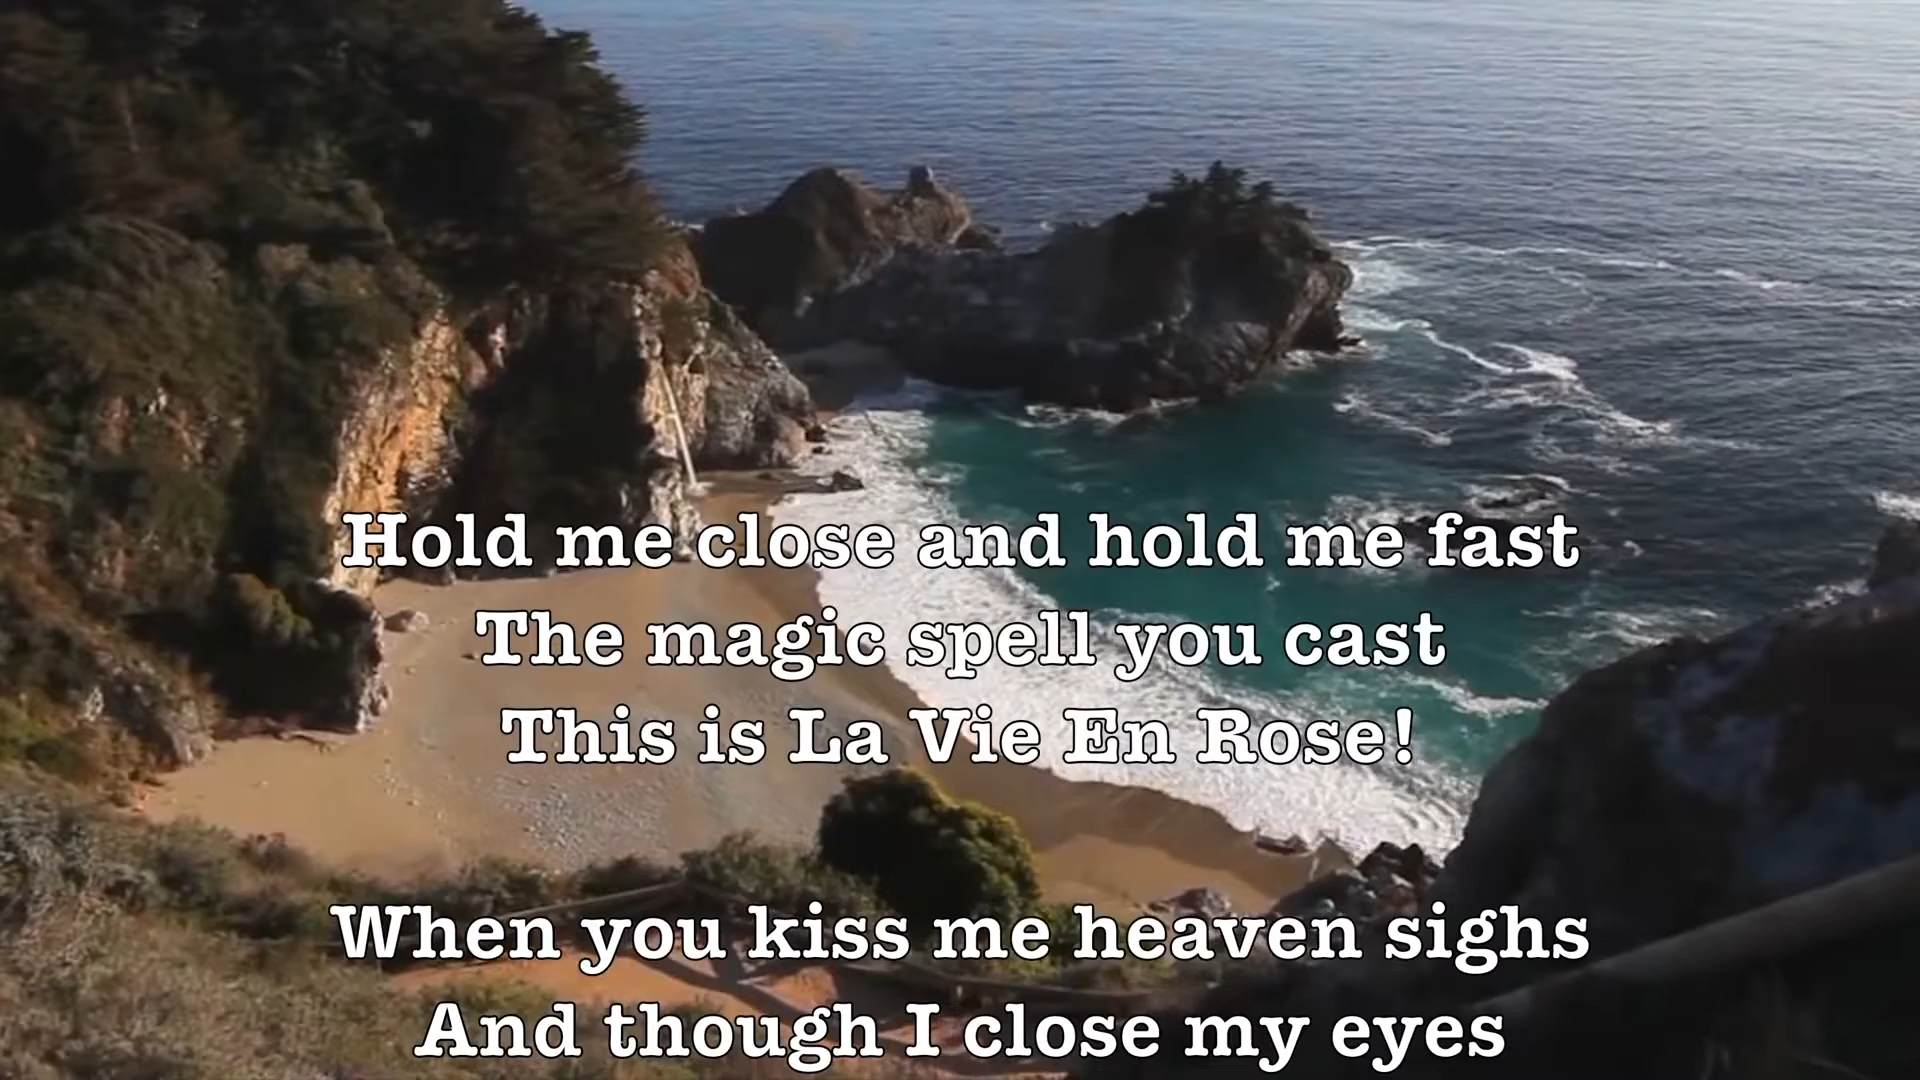 Hold me close and hold me fast
The magic spell you cast
This is La Vie En Rose!
When you kiss me heaven sighs
And though I close my eyes